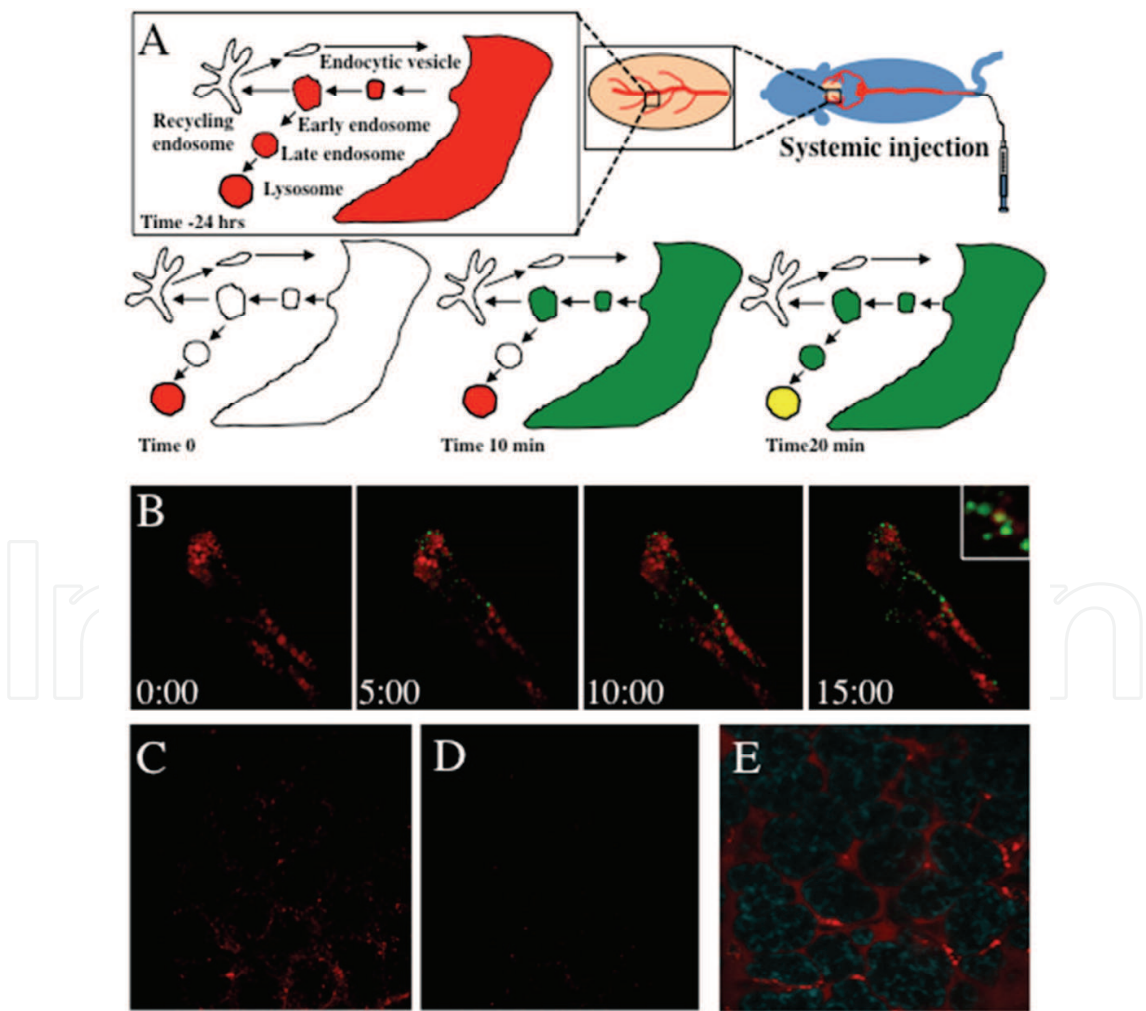 A
Endocytic vesicle
Recycling endosome
Early endosome
Late endosome
Lysosome
Time -24 hrs
Systemic injection
Time 0
Time 10 min
Time20 min
B
0:00
5:00
10:00
15:00
C
D
E